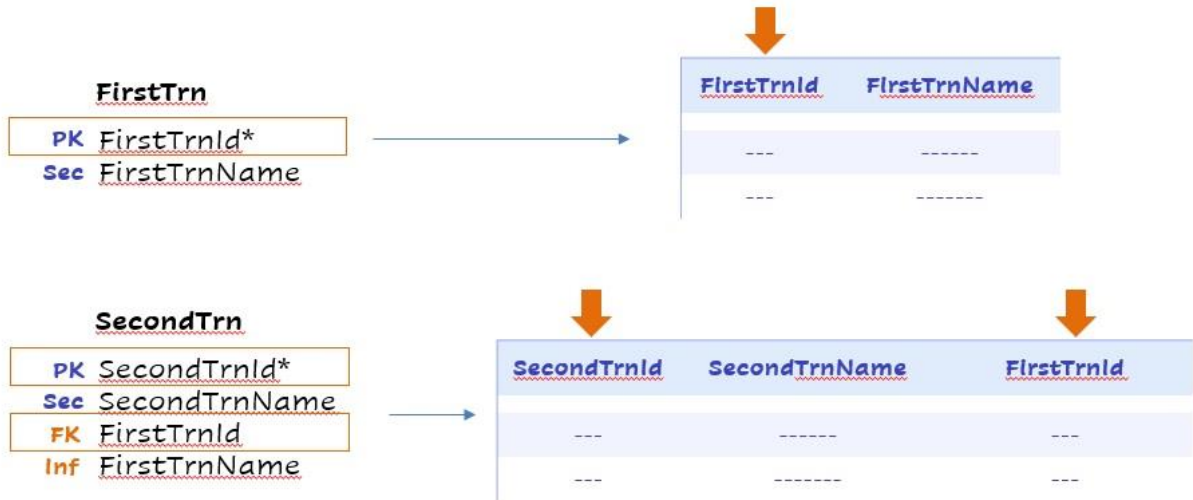 FirstTrn
PK FirstTrnId*
Sec FirstTrnName
FirstTrnId FirstTrnName
--- ------
--- -------
SecondTrn
PK SecondTrnId*
Sec SecondTrnName
FK FirstTrnId
Inf FirstTrnName
SecondTrnId SecondTrnName FirstTrnId
--- ------ ---
--- ------- ---